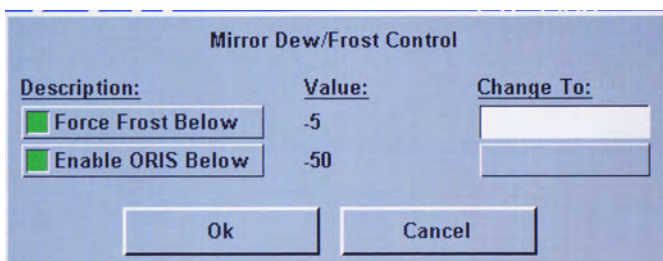 Mirror Dew/Frost Control
Description: Value: Change To:
Force Frost Below -5
Enable ORIS Below -50
Ok Cancel